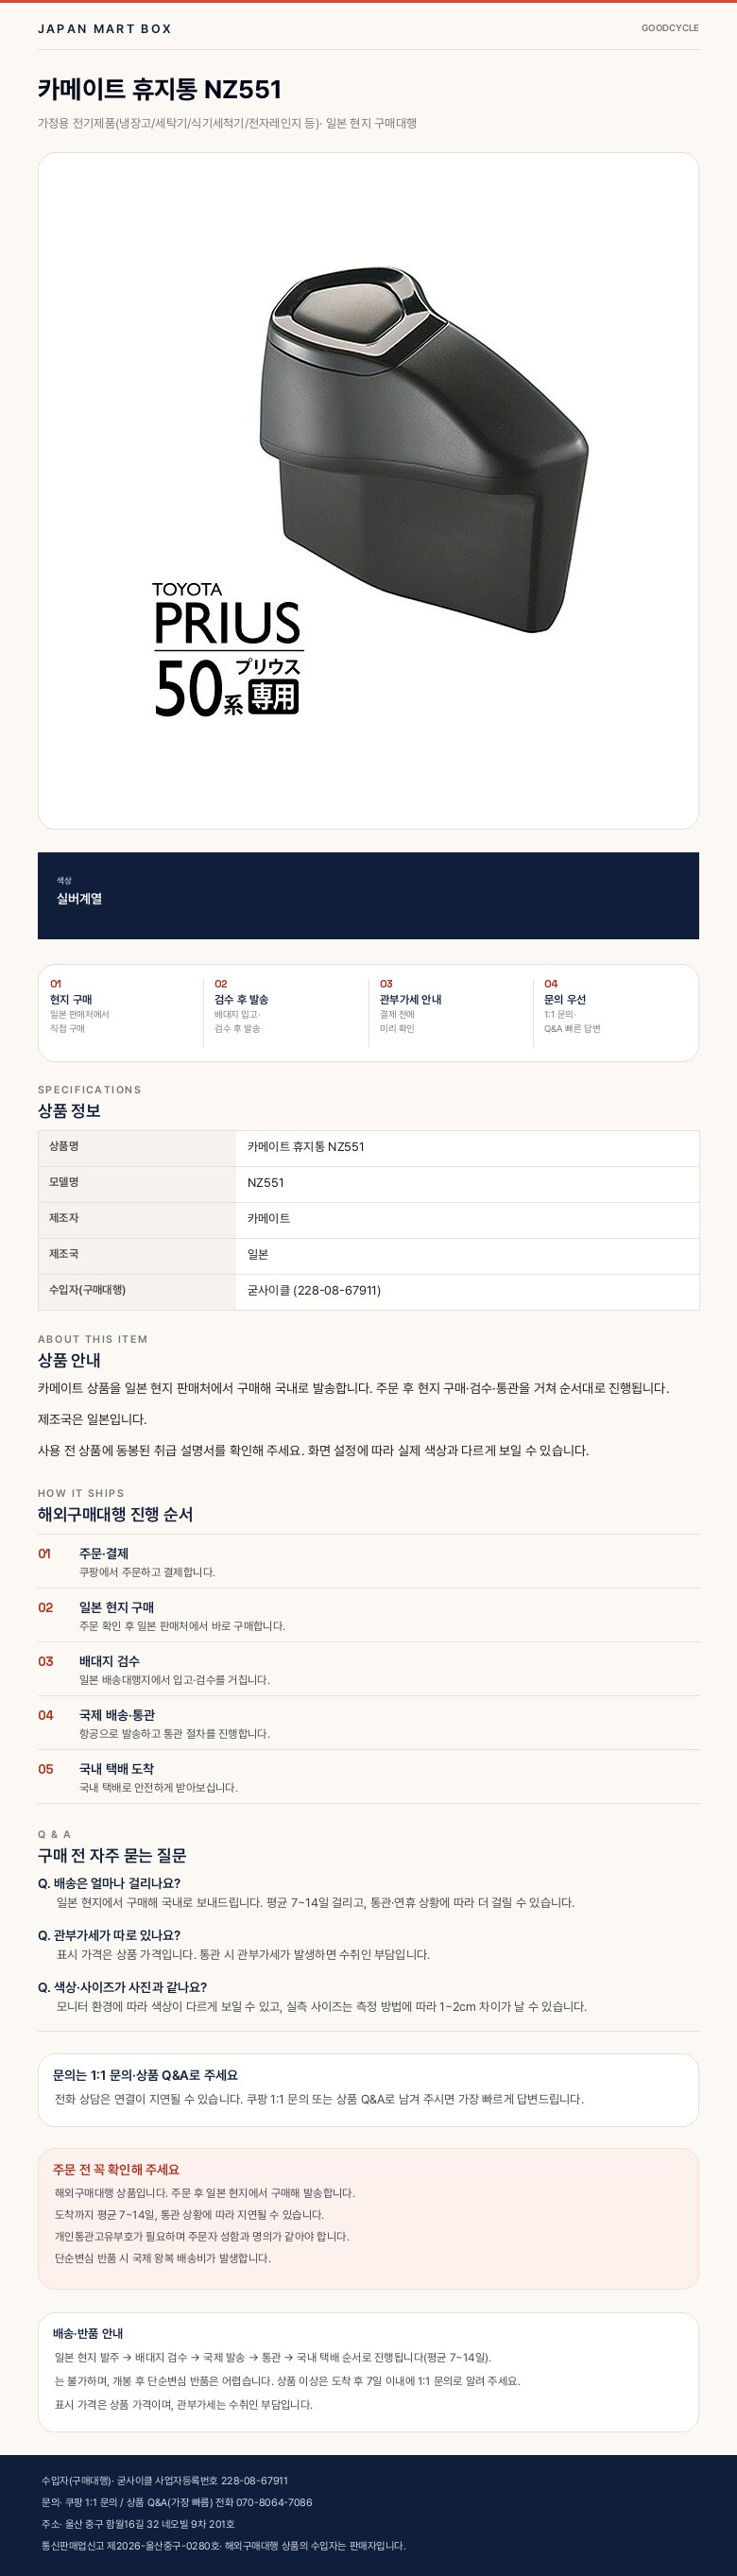 JAPAN MART BOX
GOODCYCLE
카메이트 휴지통 NZ551
가정용 전기제품(냉장고/세탁기/식기세척기/전자레인지 등)· 일본 현지 구매대행
TOYOTA
PRIUS
50系 プリウス専用
색상
실버계열
01
현지 구매
일본 판매처에서
직접 구매
02
검수 후 발송
배대지 입고·
검수 후 발송
03
관부가세 안내
결제 전에
미리 확인
04
문의 우선
1:1 문의·
Q&A 빠른 답변
SPECIFICATIONS
상품 정보
상품명 카메이트 휴지통 NZ551
모델명 NZ551
제조자 카메이트
제조국 일본
수입자(구매대행) 굳사이클 (228-08-67911)
ABOUT THIS ITEM
상품 안내
카메이트 상품을 일본 현지 판매처에서 구매해 국내로 발송합니다. 주문 후 현지 구매·검수·통관을 거쳐 순서대로 진행됩니다.
제조국은 일본입니다.
사용 전 상품에 동봉된 취급 설명서를 확인해 주세요. 화면 설정에 따라 실제 색상과 다르게 보일 수 있습니다.
HOW IT SHIPS
해외구매대행 진행 순서
01 주문·결제
쿠팡에서 주문하고 결제합니다.
02 일본 현지 구매
주문 확인 후 일본 판매처에서 바로 구매합니다.
03 배대지 검수
일본 배송대행지에서 입고·검수를 거칩니다.
04 국제 배송·통관
항공으로 발송하고 통관 절차를 진행합니다.
05 국내 택배 도착
국내 택배로 안전하게 받아보십니다.
Q & A
구매 전 자주 묻는 질문
Q. 배송은 얼마나 걸리나요?
일본 현지에서 구매해 국내로 보내드립니다. 평균 7~14일 걸리고, 통관·연휴 상황에 따라 더 걸릴 수 있습니다.
Q. 관부가세가 따로 있나요?
표시 가격은 상품 가격입니다. 통관 시 관부가세가 발생하면 수취인 부담입니다.
Q. 색상·사이즈가 사진과 같나요?
모니터 환경에 따라 색상이 다르게 보일 수 있고, 실측 사이즈는 측정 방법에 따라 1~2cm 차이가 날 수 있습니다.
문의는 1:1 문의·상품 Q&A로 주세요
전화 상담은 연결이 지연될 수 있습니다. 쿠팡 1:1 문의 또는 상품 Q&A로 남겨 주시면 가장 빠르게 답변드립니다.
주문 전 꼭 확인해 주세요
해외구매대행 상품입니다. 주문 후 일본 현지에서 구매해 발송합니다.
도착까지 평균 7~14일, 통관 상황에 따라 지연될 수 있습니다.
개인통관고유부호가 필요하며 주문자 성함과 명의가 같아야 합니다.
단순변심 반품 시 국제 왕복 배송비가 발생합니다.
배송·반품 안내
일본 현지 발주 → 배대지 검수 → 국제 발송 → 통관 → 국내 택배 순서로 진행됩니다(평균 7~14일).
는 불가하며, 개봉 후 단순변심 반품은 어렵습니다. 상품 이상은 도착 후 7일 이내에 1:1 문의로 알려 주세요.
표시 가격은 상품 가격이며, 관부가세는 수취인 부담입니다.
수입자(구매대행)· 굳사이클 사업자등록번호 228-08-67911
문의· 쿠팡 1:1 문의 / 상품 Q&A(가장 빠름) 전화 070-8064-7086
주소· 울산 중구 함월16길 32 네오빌 9차 201호
통신판매업신고 제2026-울산중구-0280호· 해외구매대행 상품의 수입자는 판매자입니다.